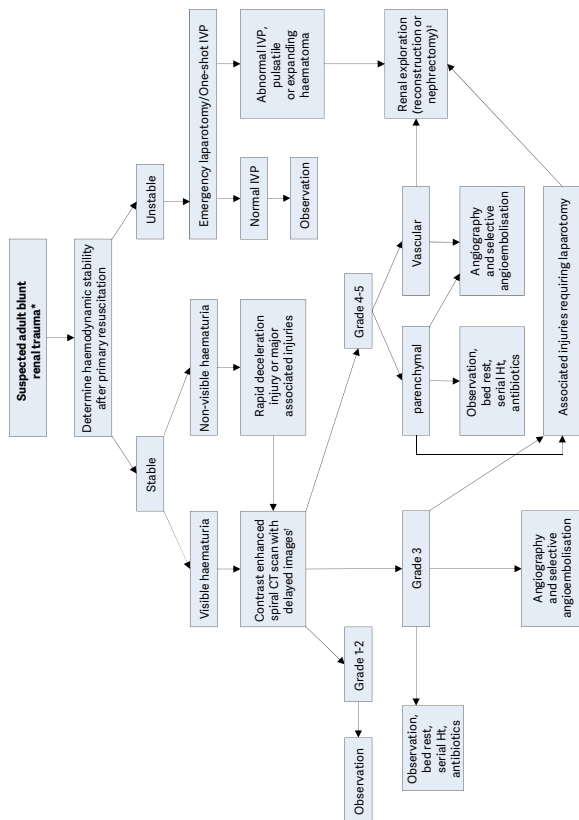 Suspected adult blunt
renal trauma*
Determine haemodynamic stability
after primary resuscitation
Stable
Unstable
Visible haematuria
Non-visible haematuria
Emergency laparotomy/One-shot IVP
Contrast enhanced
spiral CT scan with
delayed images†
Rapid deceleration
injury or major
associated injuries
Normal IVP
Abnormal IVP,
pulsatile
or expanding
haematoma
Observation
Grade 1-2
Grade 4-5
Observation
Grade 3
parenchymal
Vascular
Renal exploration
(reconstruction or
nephrectomy)‡
Observation,
bed rest,
serial Ht,
antibiotics
Observation,
bed rest,
serial Ht,
antibiotics
Angiography
and selective
angioembolisation
Angiography
and selective
angioembolisation
Associated injuries requiring laparotomy